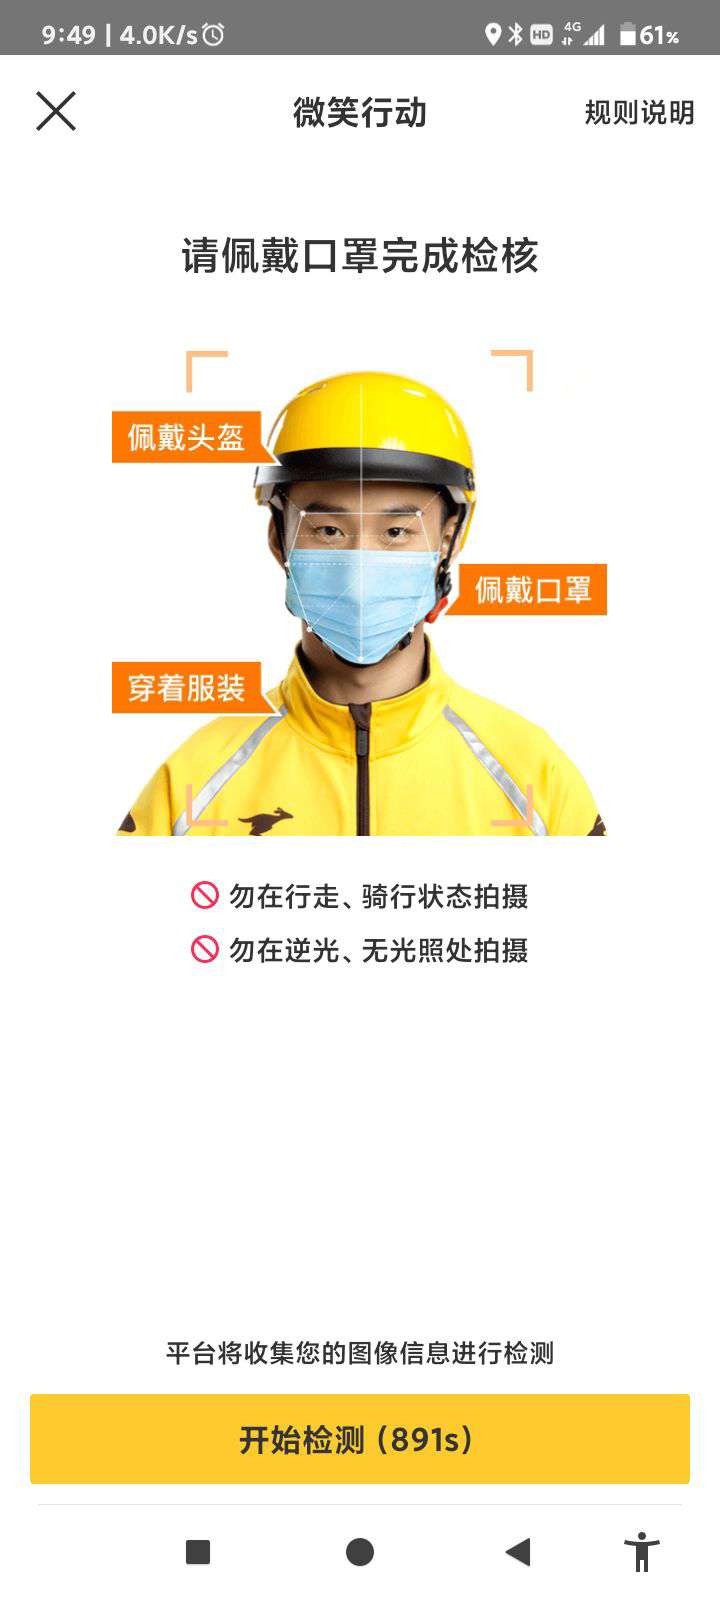 9:49 | 4.0K/s
HD 4G 61%
微笑行动
规则说明
请佩戴口罩完成检核
佩戴头盔
佩戴口罩
穿着服装
勿在行走、骑行状态拍摄
勿在逆光、无光照处拍摄
平台将收集您的图像信息进行检测
开始检测 (891s)